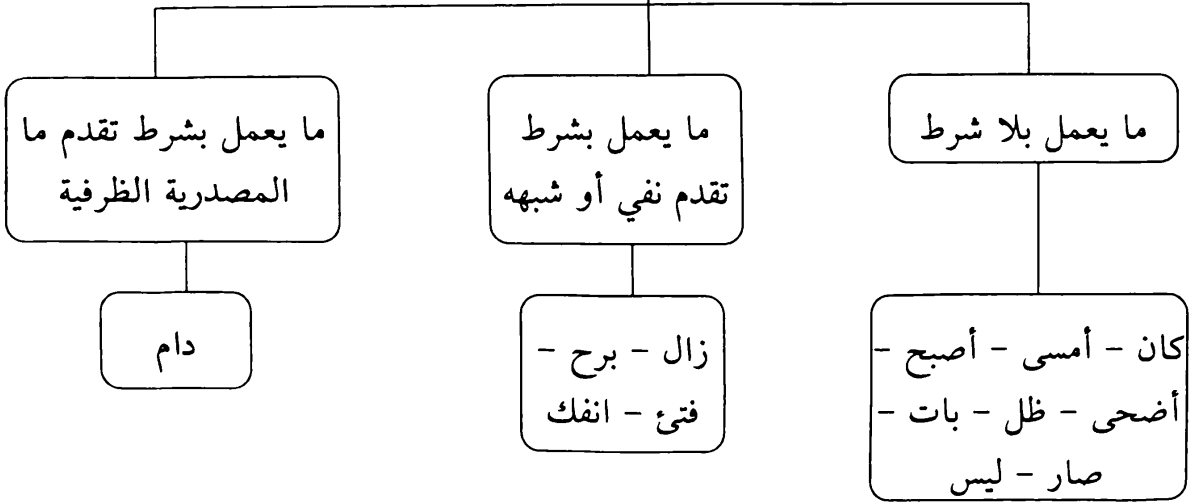 ما يعمل بلا شرط
ما يعمل بشرط
تقدم نفي أو شبهه
ما يعمل بشرط تقدم ما
المصدرية الظرفية
كان – أمسى – أصبح –
أضحى – ظل – بات –
صار – ليس
زال – برح –
فتئ – انفك
دام